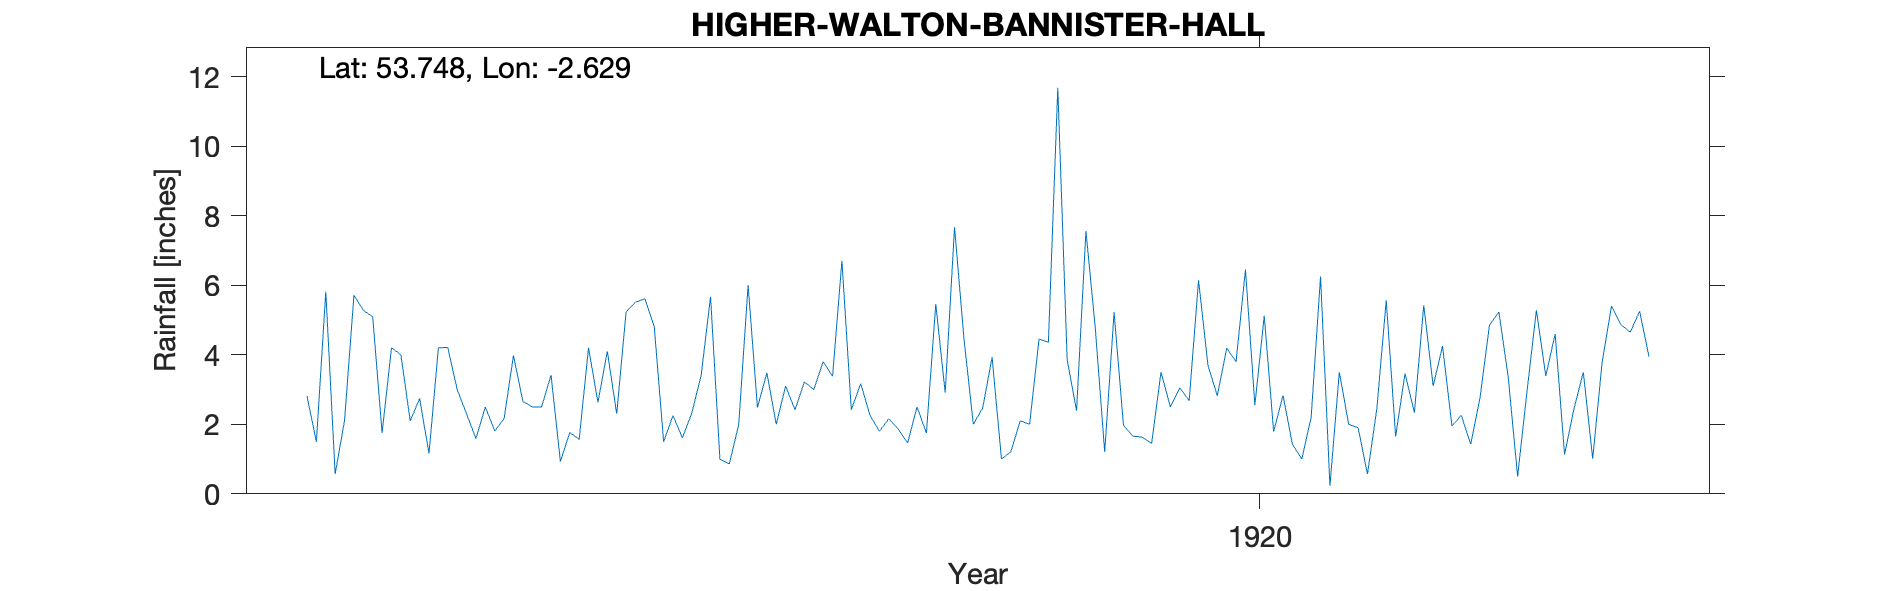 HIGHER-WALTON-BANNISTER-HALL
Lat: 53.748, Lon: -2.629
12
10
8
6
4
2
0
Rainfall [inches]
1920
Year